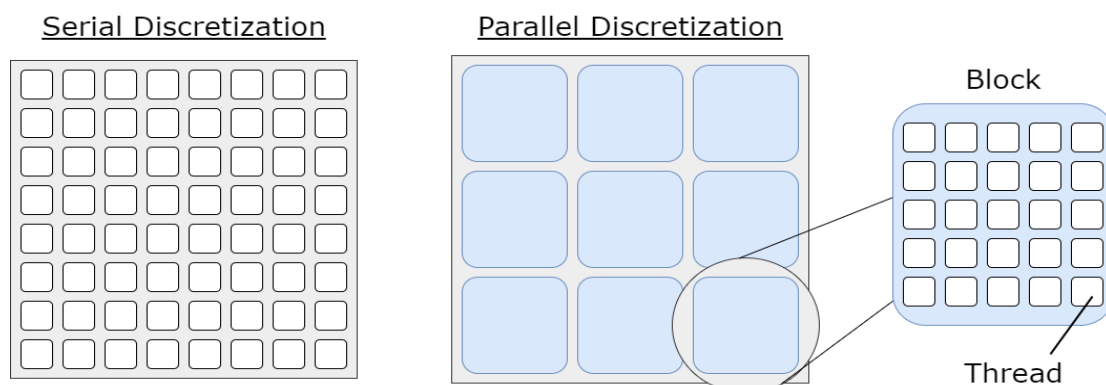 Serial Discretization
Parallel Discretization
Block
Thread